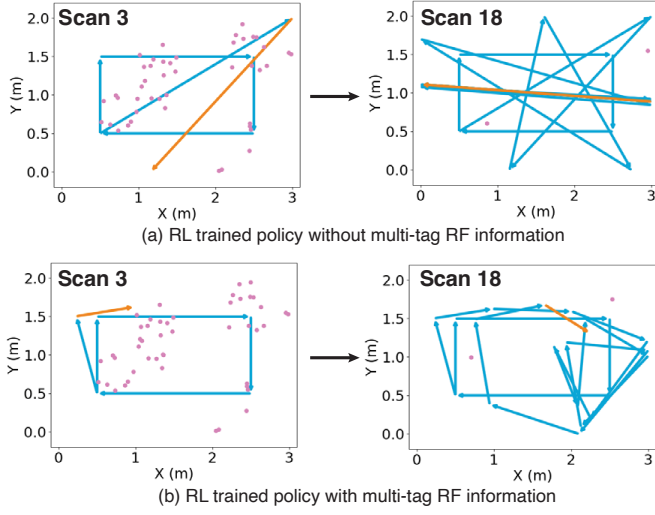 Scan 3
2.0
1.5
1.0
0.5
0.0
Y (m)
0
1
2
3
X (m)
Scan 18
2.0
1.5
1.0
0.5
0.0
Y (m)
0
1
2
3
X (m)
(a) RL trained policy without multi-tag RF information
Scan 3
2.0
1.5
1.0
0.5
0.0
Y (m)
0
1
2
3
X (m)
Scan 18
2.0
1.5
1.0
0.5
0.0
Y (m)
0
1
2
3
X (m)
(b) RL trained policy with multi-tag RF information